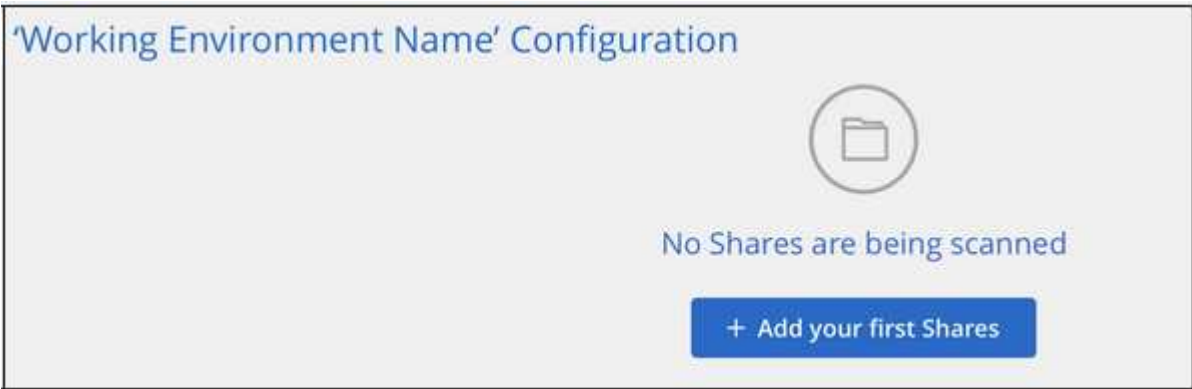 ‘Working Environment Name’ Configuration
No Shares are being scanned
+ Add your first Shares